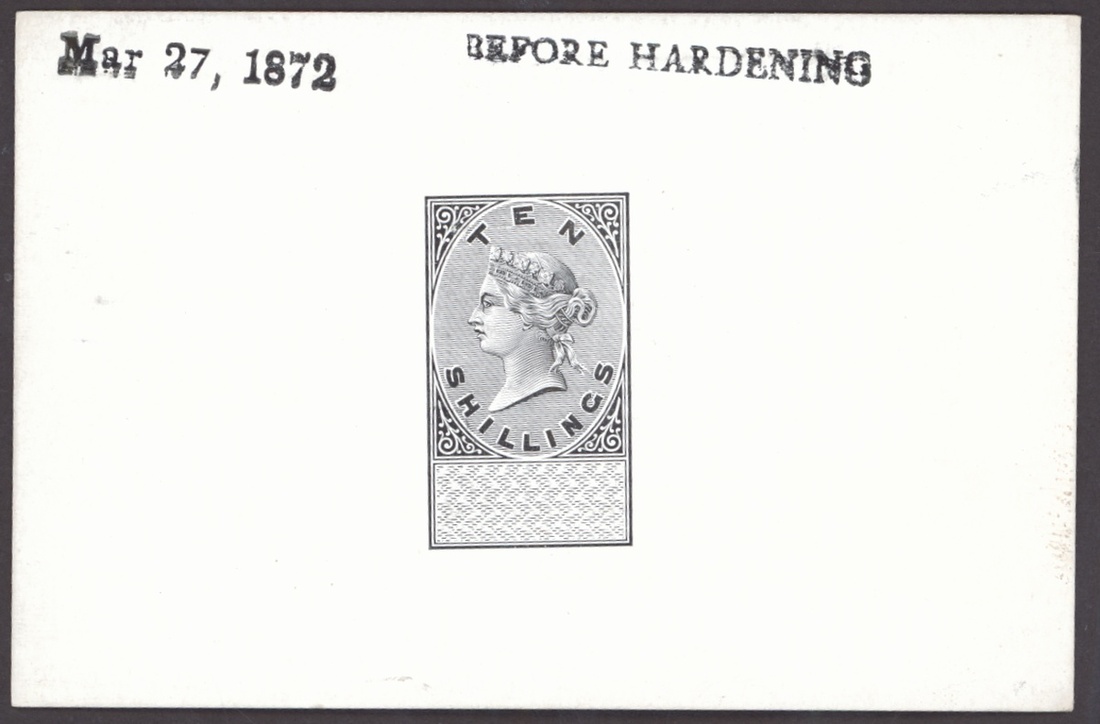 Mar 27, 1872
BEFORE HARDENING
TEN
SHILLINGS